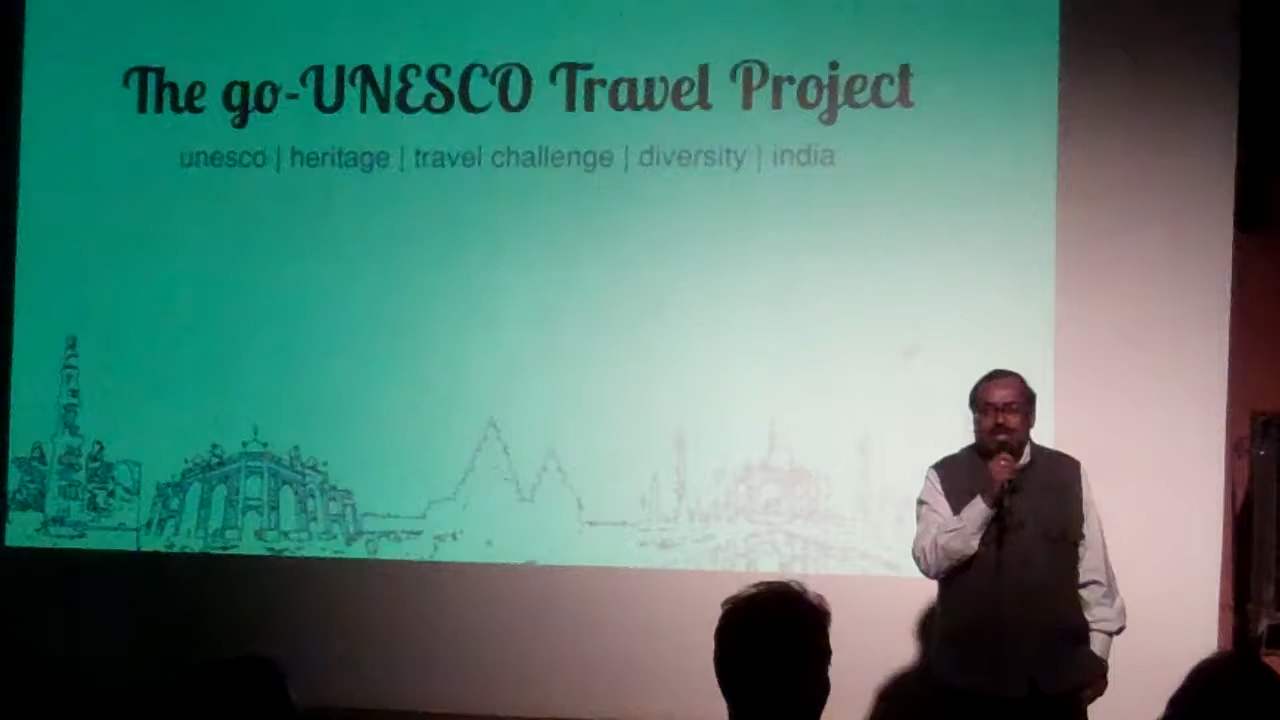 The go-UNESCO Travel Project
unesco | heritage | travel challenge | diversity | india